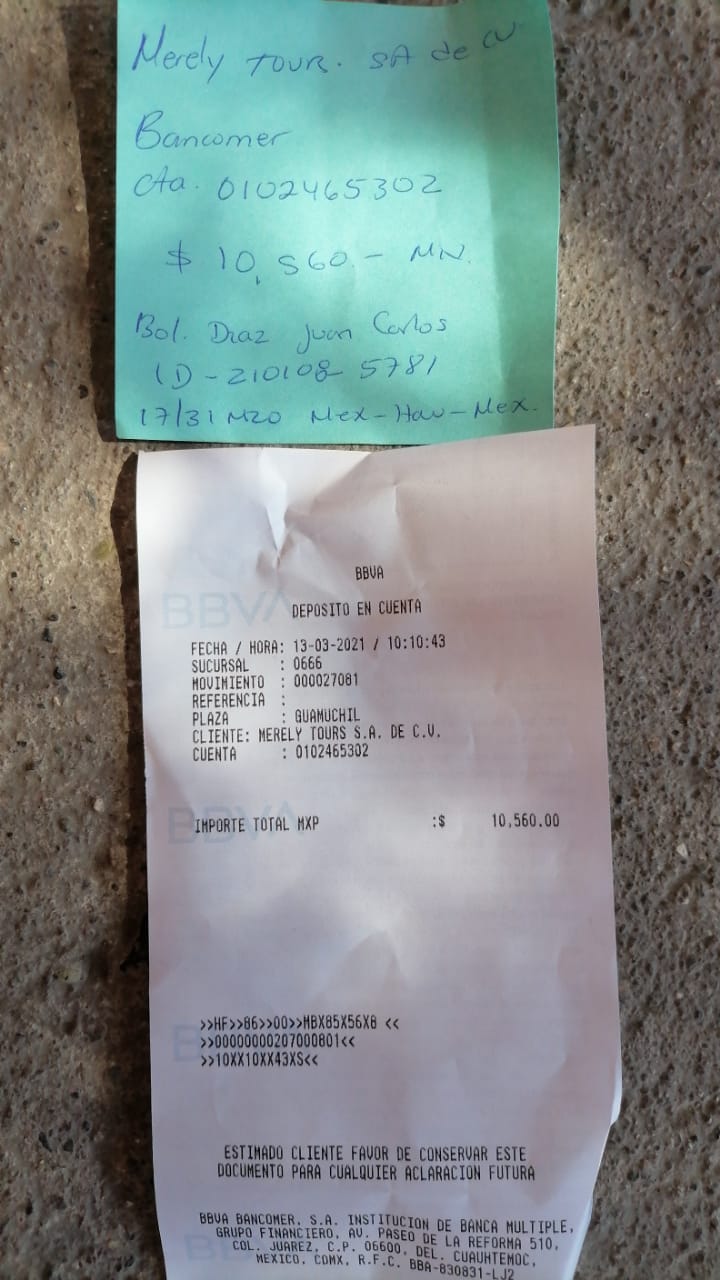 Merely TOUR. SA de CV
Bancomer
Cta. 0102465302
$ 10,560.- MN.
Bol. Diaz Juan Carlos
ID-210108 5781
17/31 MZO Mex-Hav-Mex.
BBVA
BBVA
DEPOSITO EN CUENTA
FECHA / HORA: 13-03-2021 / 10:10:43
SUCURSAL : 0666
MOVIMIENTO : 000027081
REFERENCIA :
PLAZA : GUAMUCHIL
CLIENTE: MERELY TOURS S.A. DE C.V.
CUENTA : 0102465302
BBVA
IMPORTE TOTAL MXP :$ 10,560.00
>>HF>>86>>00>>MBX85X56X8 <<
>>00000000207000801<<
>>10XX10XX43XS<<
ESTIMADO CLIENTE FAVOR DE CONSERVAR ESTE
DOCUMENTO PARA CUALQUIER ACLARACION FUTURA
BBVA BANCOMER, S.A. INSTITUCION DE BANCA MULTIPLE,
GRUPO FINANCIERO, AV. PASEO DE LA REFORMA 510,
COL. JUAREZ, C.P. 06600, DEL. CUAUHTEMOC,
MEXICO, CDMX, R.F.C. BBA-830831-LJ2